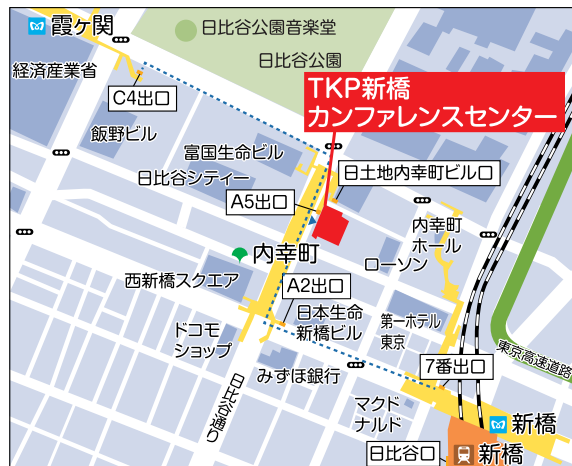 霞ケ関
日比谷公園音楽堂
経済産業省
日比谷公園
C4出口
TKP新橋
カンファレンスセンター
飯野ビル
富国生命ビル
日比谷シティー
日土地内幸町ビル口
A5出口
内幸町
ホール
内幸町
ローソン
西新橋スクエア
A2出口
日本生命
新橋ビル
第一ホテル
東京
ドコモ
ショップ
東京高速道路
みずほ銀行
7番出口
日比谷通り
マクド
ナルド
新橋
日比谷口
新橋